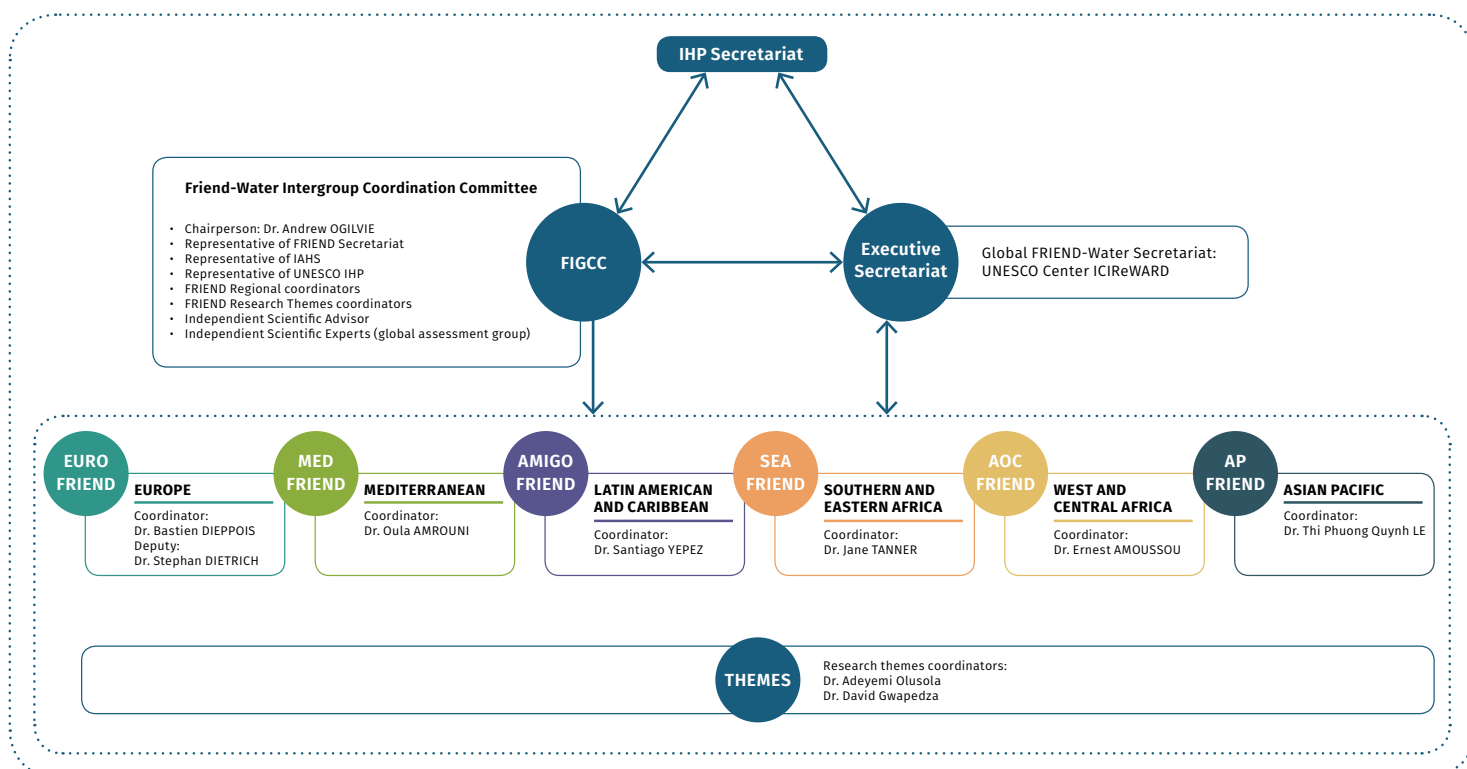 IHP Secretariat
Friend-Water Intergroup Coordination Committee
• Chairperson: Dr. Andrew OGILVIE
• Representative of FRIEND Secretariat
• Representative of IAHS
• Representative of UNESCO IHP
• FRIEND Regional coordinators
• FRIEND Research Themes coordinators
• Independent Scientific Advisor
• Independent Scientific Experts (global assessment group)
FIGCC
Executive
Secretariat
Global FRIEND-Water Secretariat:
UNESCO Center ICIReWARD
EURO
FRIEND
EUROPE
Coordinator:
Dr. Bastien DIEPPOIS
Deputy:
Dr. Stephan DIETRICH
MED
FRIEND
MEDITERRANEAN
Coordinator:
Dr. Oula AMROUNI
AMIGO
FRIEND
LATIN AMERICAN
AND CARIBBEAN
Coordinator:
Dr. Santiago YEPEZ
SEA
FRIEND
SOUTHERN AND
EASTERN AFRICA
Coordinator:
Dr. Jane TANNER
AOC
FRIEND
WEST AND
CENTRAL AFRICA
Coordinator:
Dr. Ernest AMOUSSOU
AP
FRIEND
ASIAN PACIFIC
Coordinator:
Dr. Thi Phuong Quynh LE
THEMES
Research themes coordinators:
Dr. Adeyemi Olusola
Dr. David Gwapedza